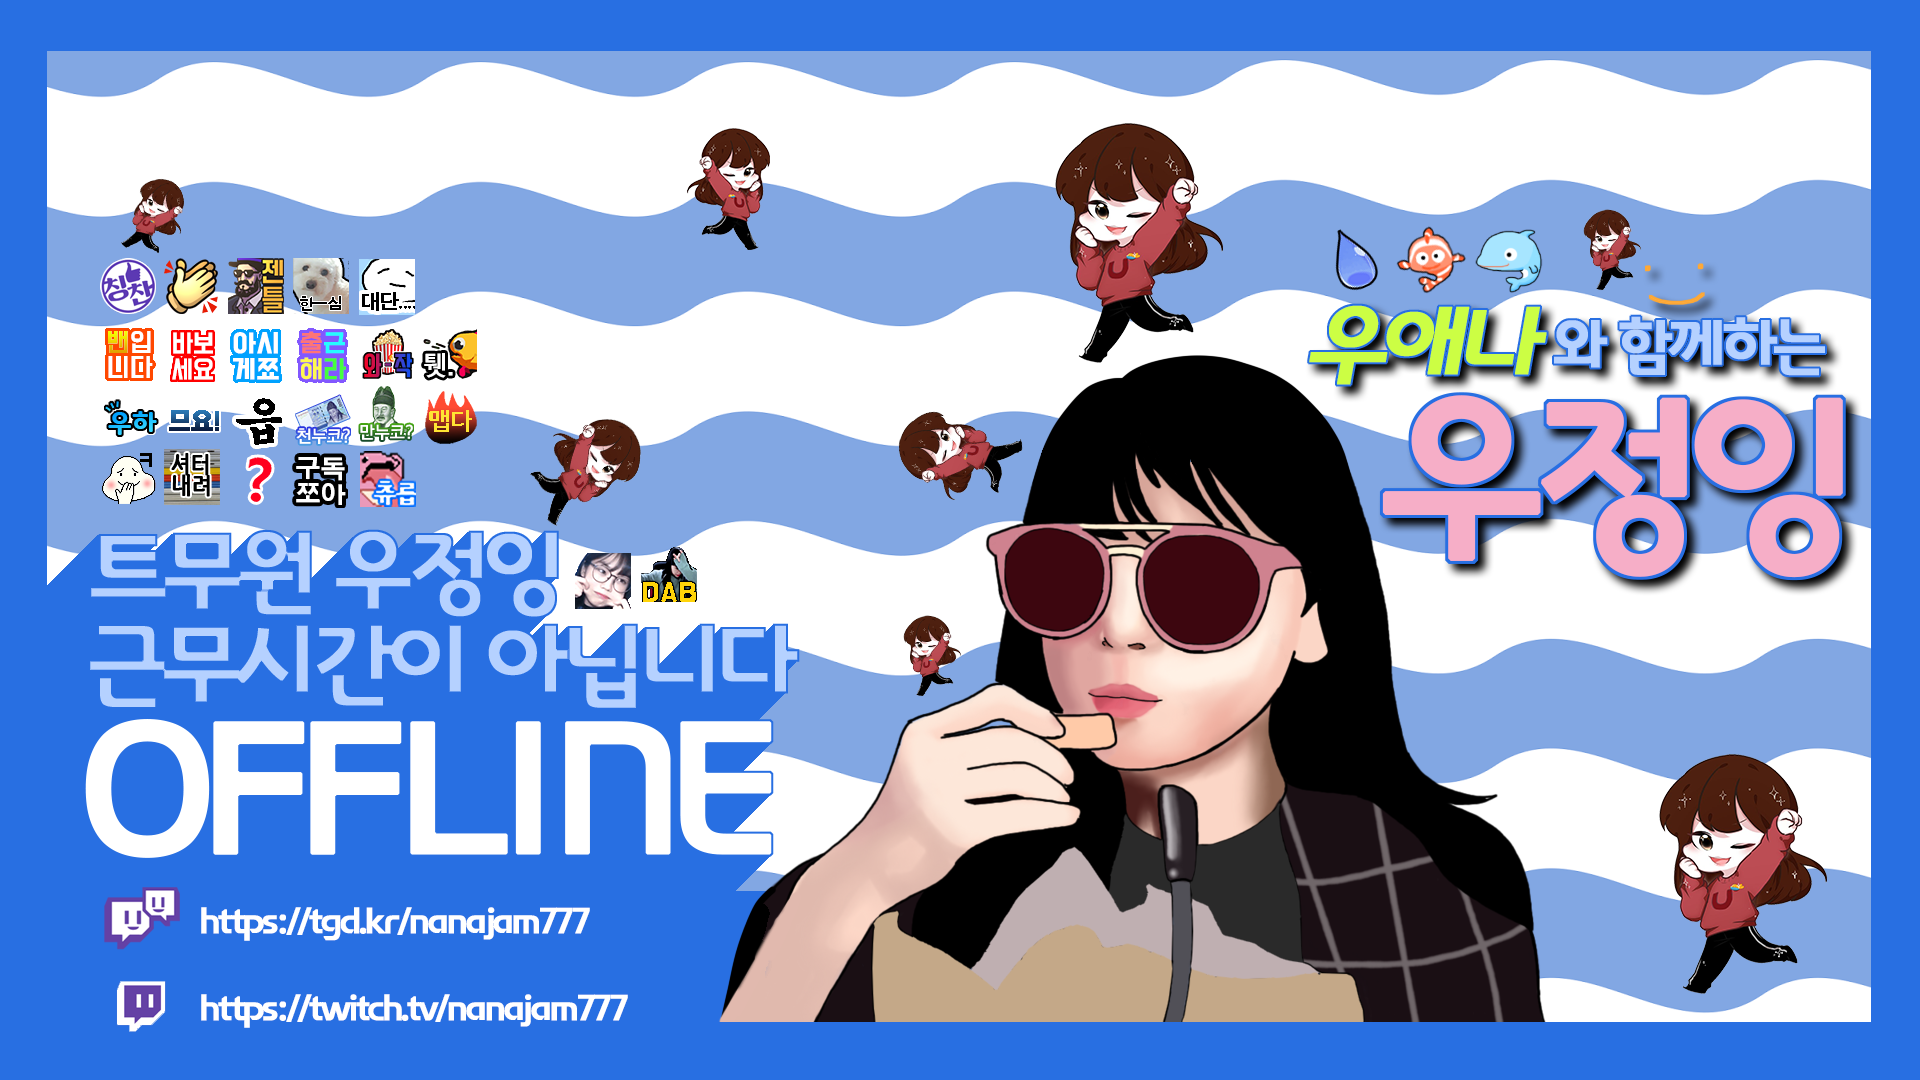 칭찬
젠틀
한심
대단....
밴입니다
바보세요
아시게쪼
출근해라
와-작
퉷.
우하
므요!
음
천누코?
만누코?
맵다
ㅋ
셔터내려
?
구독쪼아
츄릅
트무원 우정잉
DAB
근무시간이 아닙니다
OFFLINE
https://tgd.kr/nanajam777
https://twitch.tv/nanajam777
우애나와 함께하는
우정잉